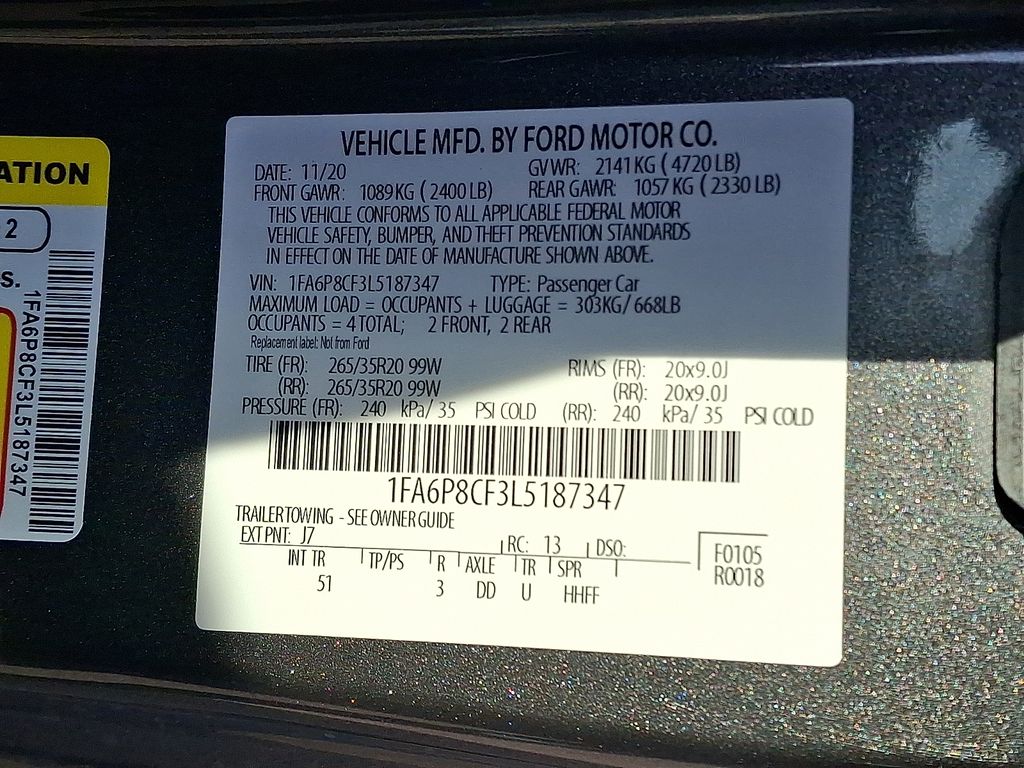 ATION
2
S.
1FA6P8CF3L5187347
VEHICLE MFD. BY FORD MOTOR CO.
DATE: 11/20 GVWR: 2141KG ( 4720 LB)
FRONT GAWR: 1089KG ( 2400 LB) REAR GAWR: 1057 KG ( 2330 LB)
THIS VEHICLE CONFORMS TO ALL APPLICABLE FEDERAL MOTOR
VEHICLE SAFETY, BUMPER, AND THEFT PREVENTION STANDARDS
IN EFFECT ON THE DATE OF MANUFACTURE SHOWN ABOVE.
VIN: 1FA6P8CF3L5187347 TYPE: Passenger Car
MAXIMUM LOAD = OCCUPANTS + LUGGAGE = 303KG/ 668LB
OCCUPANTS = 4 TOTAL; 2 FRONT, 2 REAR
Replacement label: Not from Ford
TIRE (FR): 265/35R20 99W RIMS (FR): 20x9.0J
(RR): 265/35R20 99W (RR): 20x9.0J
PRESSURE (FR): 240 kPa/ 35 PSI COLD (RR): 240 kPa/ 35 PSI COLD
1FA6P8CF3L5187347
TRAILER TOWING - SEE OWNER GUIDE
EXT PNT: J7 RC: 13 DSO:
INT TR TP/PS R AXLE TR SPR
51 3 DD U HHFF
F0105
R0018